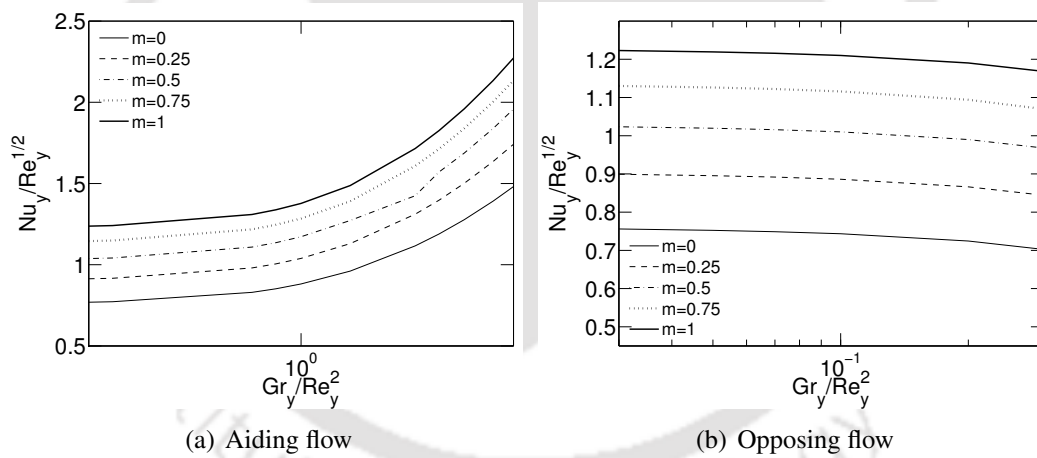 2.5
2
1.5
1
0.5
Nu_y/Re_y^{1/2}
m=0
m=0.25
m=0.5
m=0.75
m=1
10^0
Gr_y/Re_y^2
(a) Aiding flow
1.2
1.1
1
0.9
0.8
0.7
0.6
0.5
Nu_y/Re_y^{1/2}
m=0
m=0.25
m=0.5
m=0.75
m=1
10^{-1}
Gr_y/Re_y^2
(b) Opposing flow